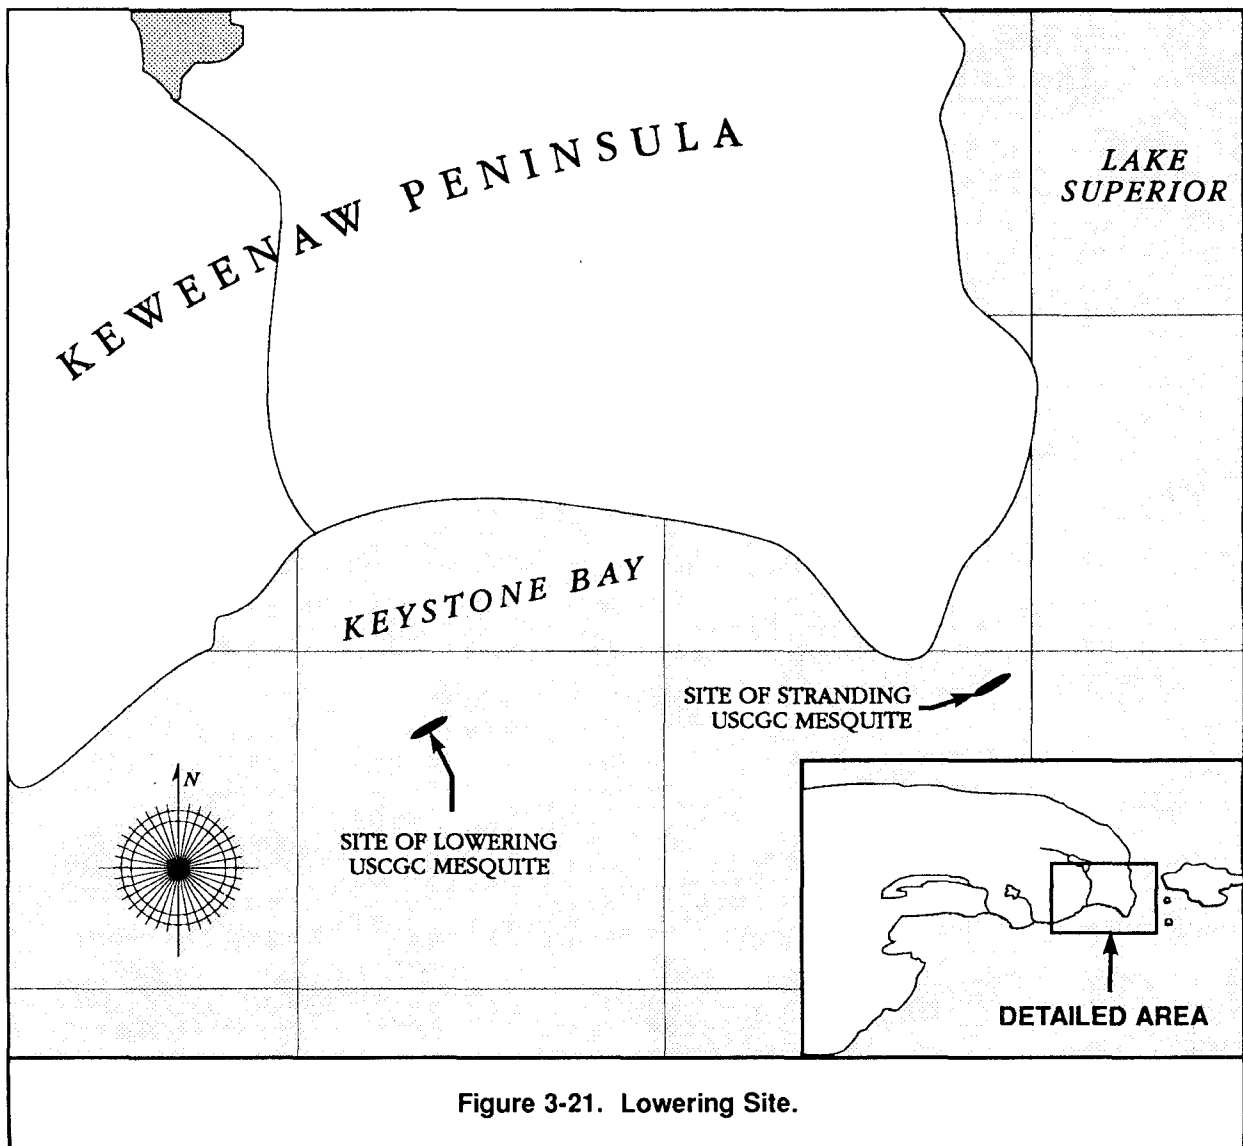 KEWEENAW PENINSULA
LAKE
SUPERIOR
KEYSTONE BAY
SITE OF STRANDING
USCGC MESQUITE
SITE OF LOWERING
USCGC MESQUITE
N
DETAILED AREA
Figure 3-21. Lowering Site.